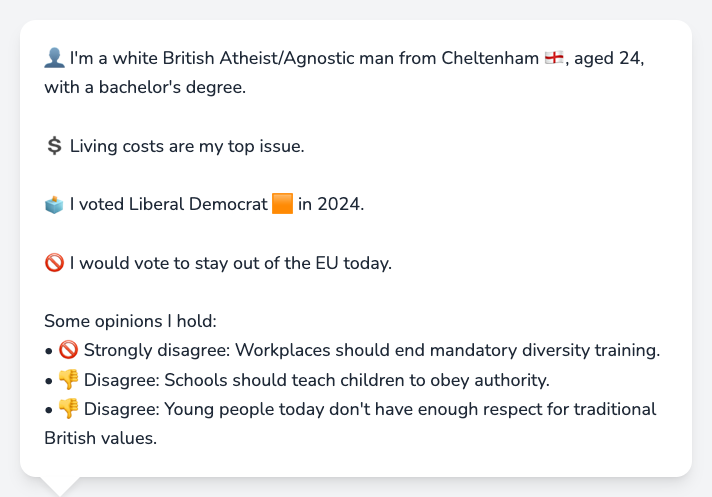 👤 I'm a white British Atheist/Agnostic man from Cheltenham 🏴󠁧󠁢󠁥󠁮󠁧󠁿, aged 24,
with a bachelor's degree.
💲 Living costs are my top issue.
🗳️ I voted Liberal Democrat 🟧 in 2024.
🚫 I would vote to stay out of the EU today.
Some opinions I hold:
• 🚫 Strongly disagree: Workplaces should end mandatory diversity training.
• 👎 Disagree: Schools should teach children to obey authority.
• 👎 Disagree: Young people today don't have enough respect for traditional
British values.